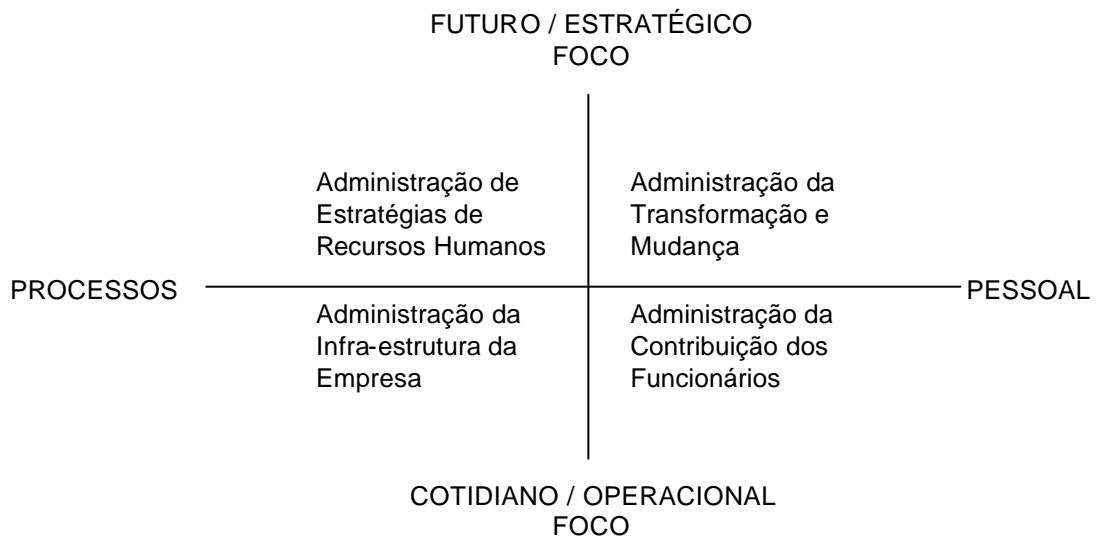 FUTURO / ESTRATÉGICO
FOCO
Administração de
Estratégias de
Recursos Humanos
Administração da
Transformação e
Mudança
PROCESSOS
PESSOAL
Administração da
Infra-estrutura da
Empresa
Administração da
Contribuição dos
Funcionários
COTIDIANO / OPERACIONAL
FOCO